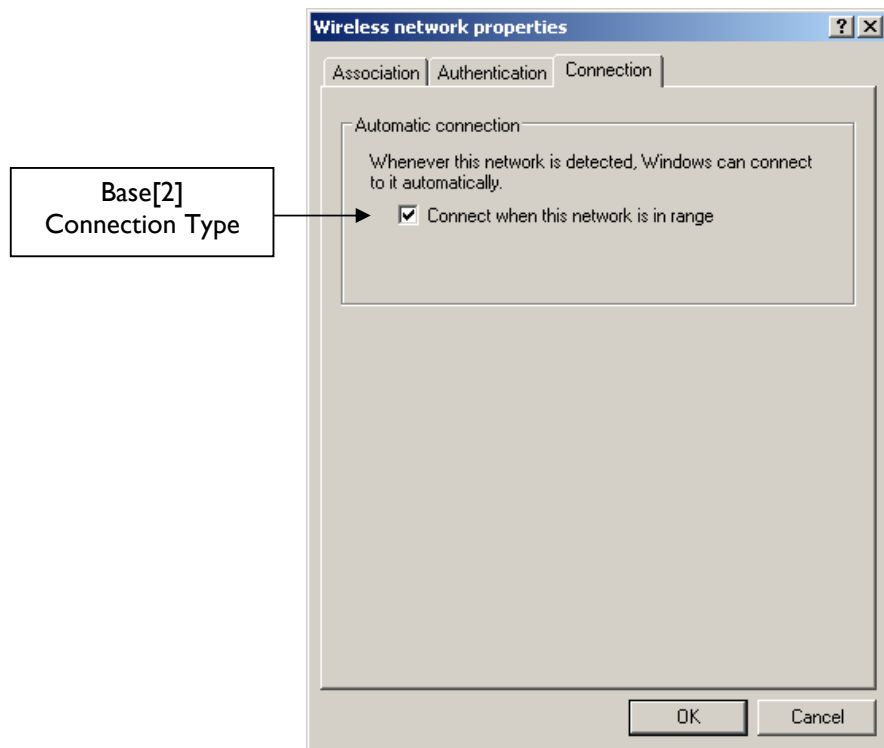 Wireless network properties
Association Authentication Connection
Automatic connection
Whenever this network is detected, Windows can connect
to it automatically.
Base[2]
Connection Type
Connect when this network is in range
OK Cancel